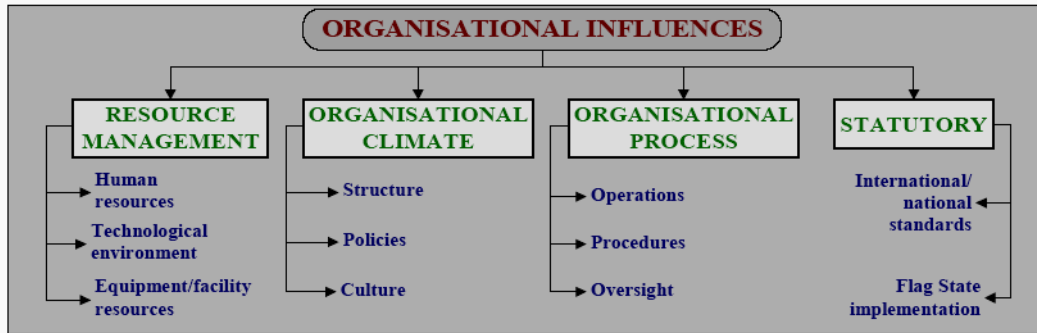 ORGANISATIONAL INFLUENCES
RESOURCE
MANAGEMENT
Human
resources
Technological
environment
Equipment/facility
resources
ORGANISATIONAL
CLIMATE
Structure
Policies
Culture
ORGANISATIONAL
PROCESS
Operations
Procedures
Oversight
STATUTORY
International/
national
standards
Flag State
implementation